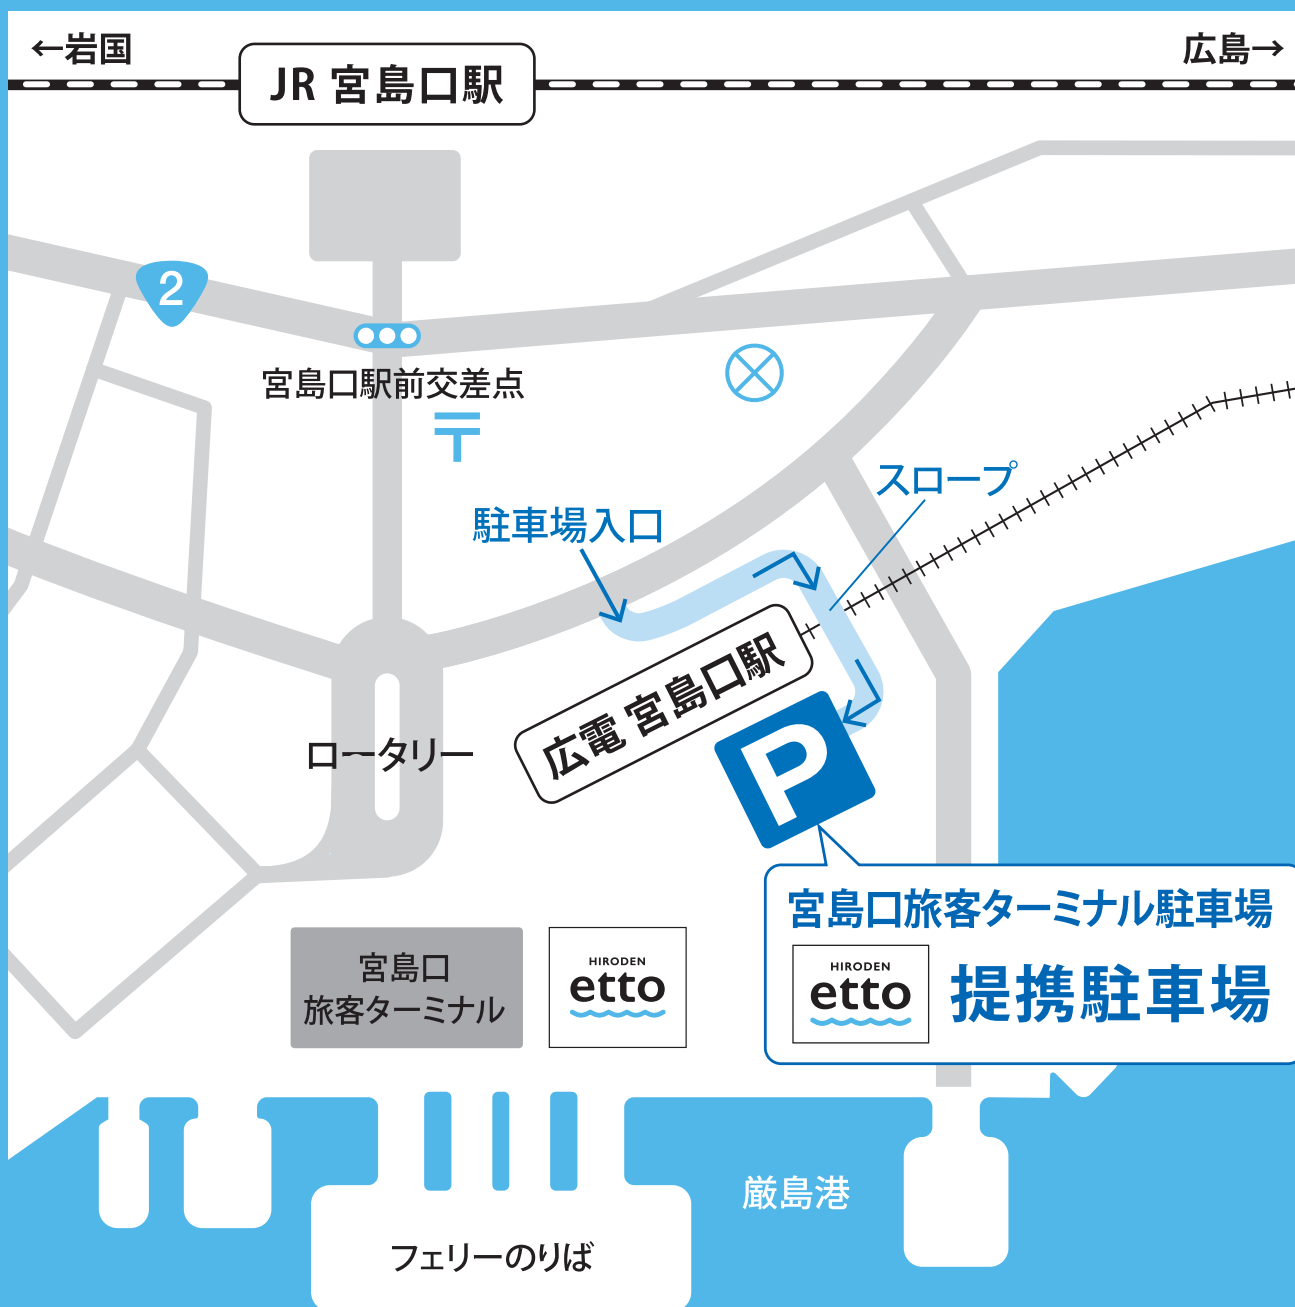 ←岩国
広島→
JR 宮島口駅
2
宮島口駅前交差点
スロープ
駐車場入口
広電 宮島口駅
ロータリー
P
宮島口旅客ターミナル駐車場
HIRODEN
etto
提携駐車場
宮島口
旅客ターミナル
HIRODEN
etto
厳島港
フェリーのりば